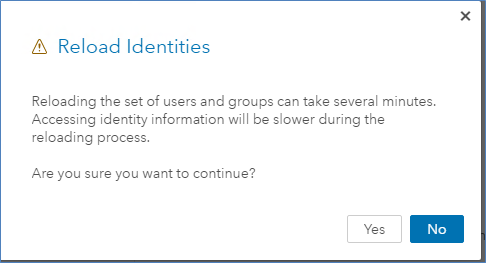 Reload Identities
Reloading the set of users and groups can take several minutes.
Accessing identity information will be slower during the
reloading process.
Are you sure you want to continue?
Yes
No